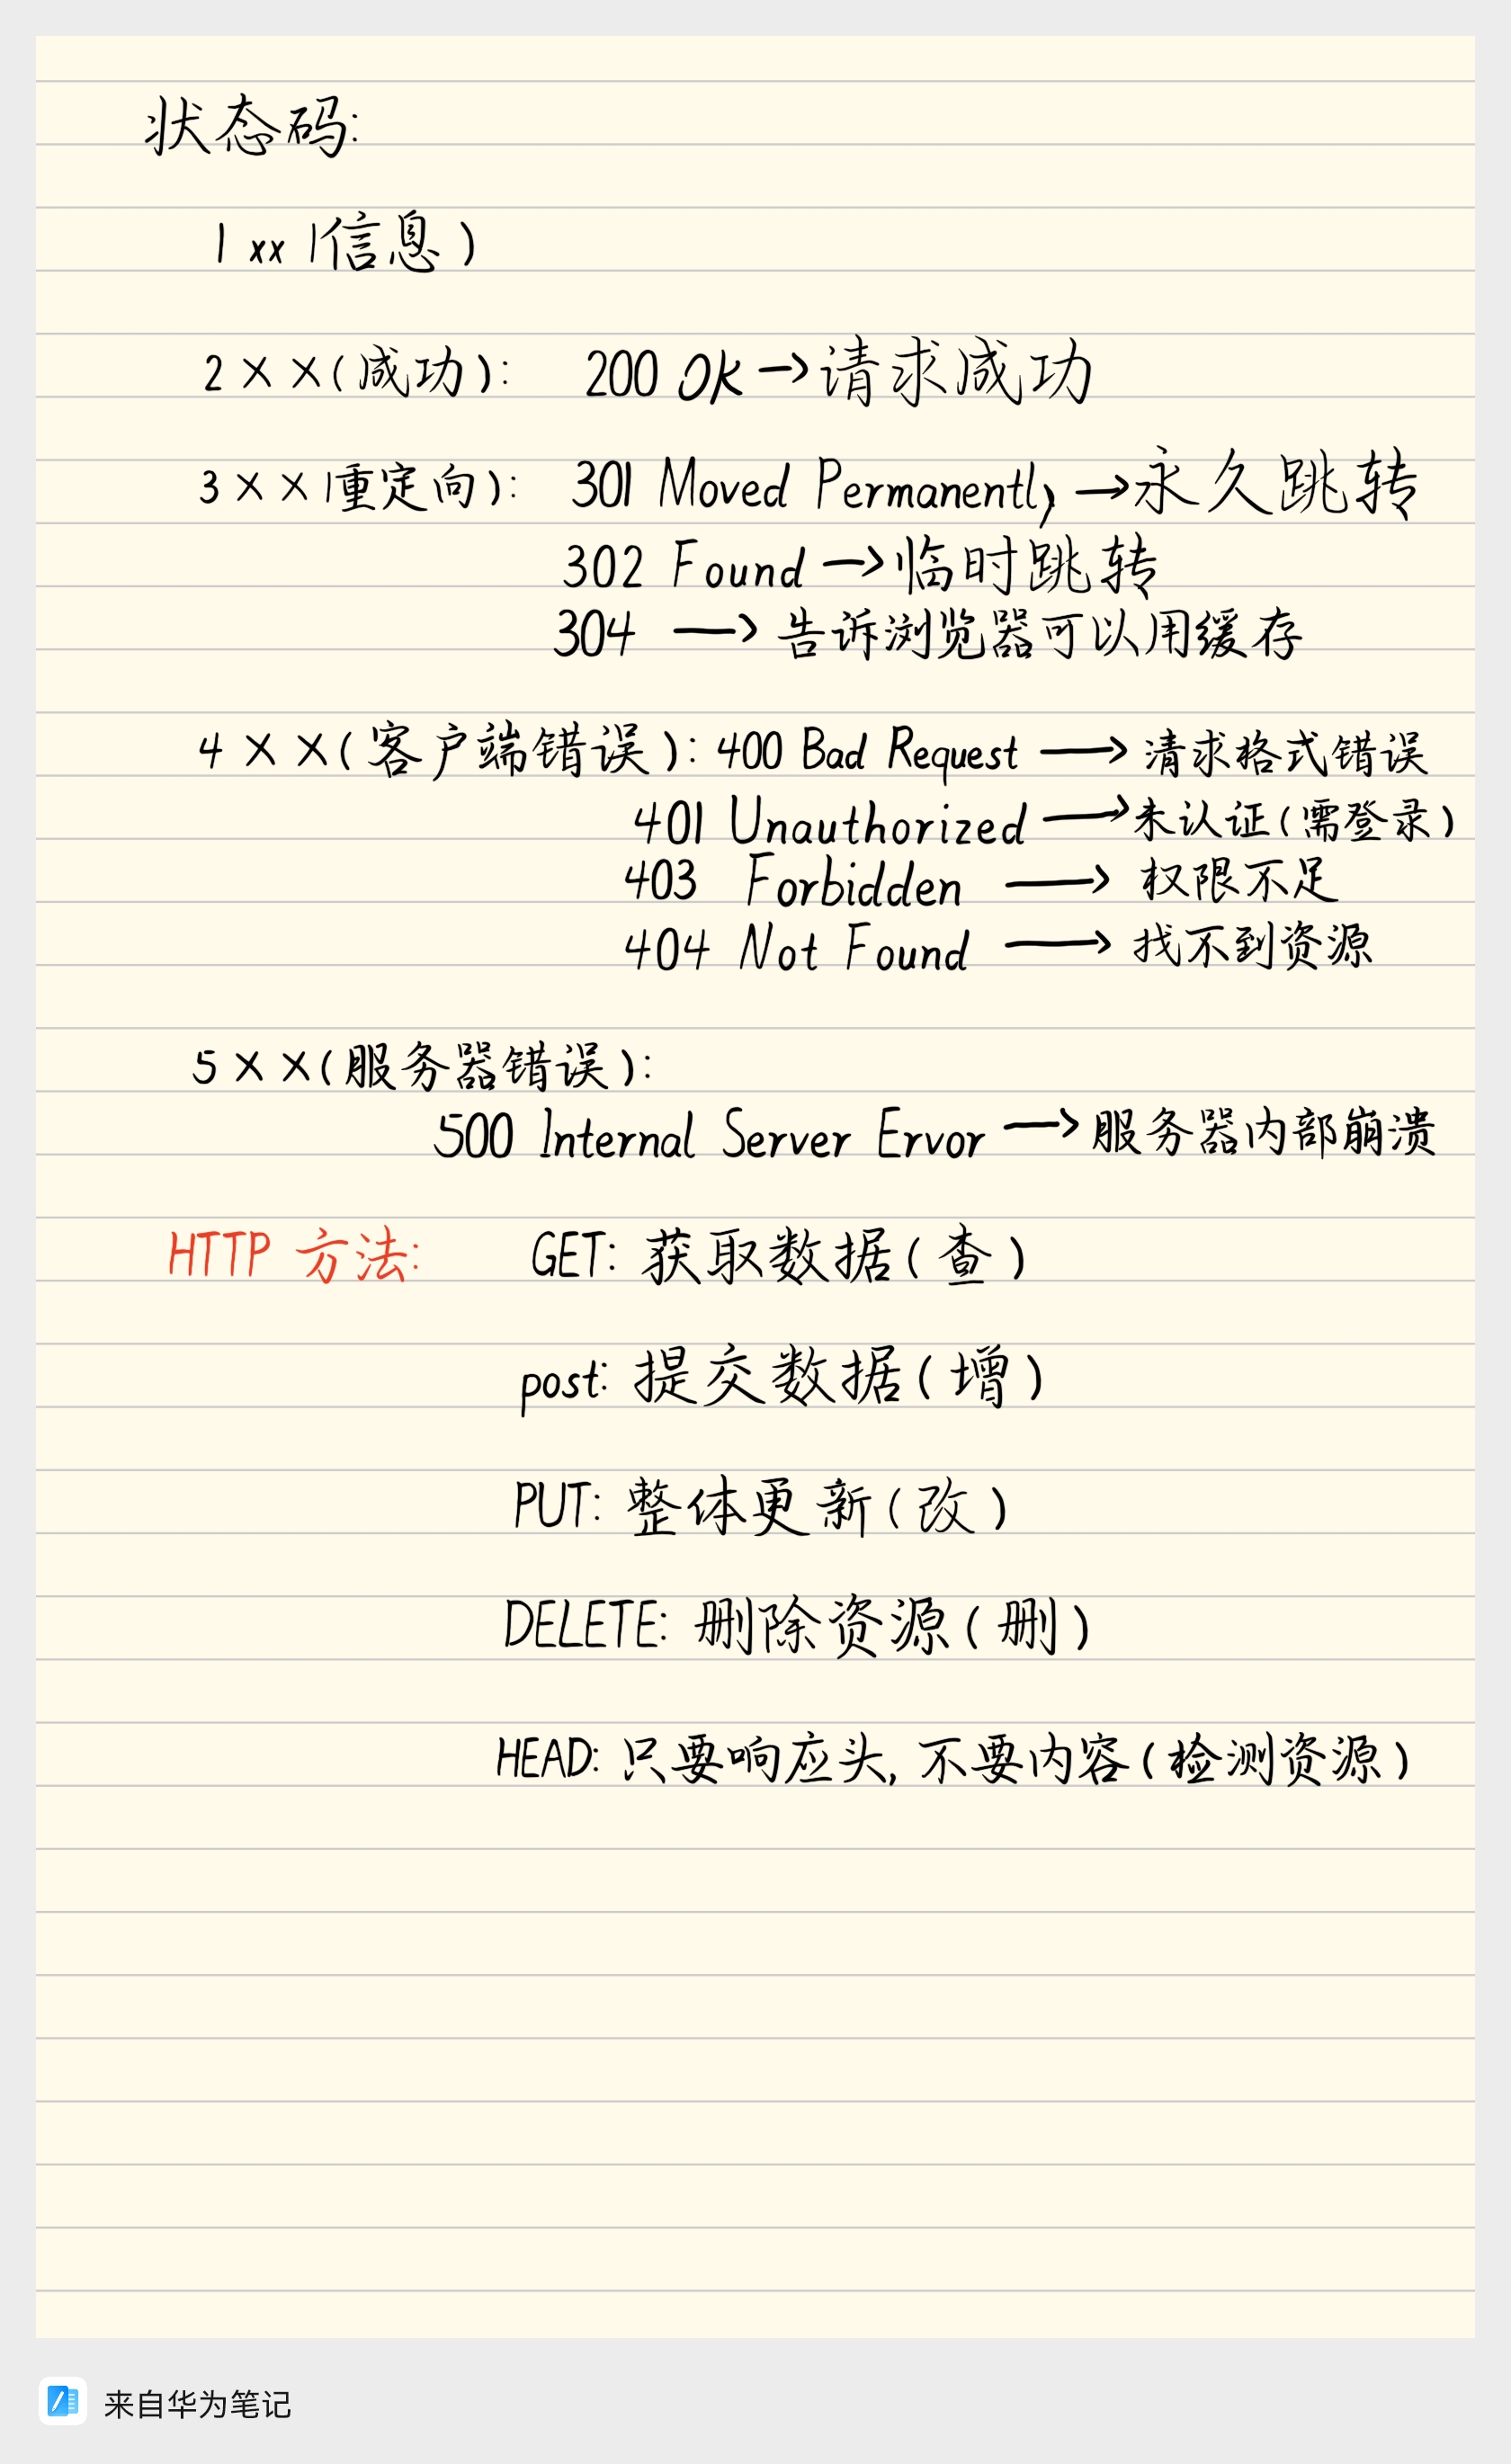 状态码:
1 xx (信息)
2 X X (成功): 200 OK → 请求成功
3 X X (重定向): 301 Moved Permanently → 永久跳转
302 Found → 临时跳转
304 → 告诉浏览器可以用缓存
4 X X (客户端错误): 400 Bad Request → 请求格式错误
401 Unauthorized → 未认证(需登录)
403 Forbidden → 权限不足
404 Not Found → 找不到资源
5 X X (服务器错误):
500 Internal Server Error → 服务器内部崩溃
HTTP 方法: GET: 获取数据(查)
post: 提交数据(增)
PUT: 整体更新(改)
DELETE: 删除资源(删)
HEAD: 只要响应头, 不要内容(检测资源)
来自华为笔记